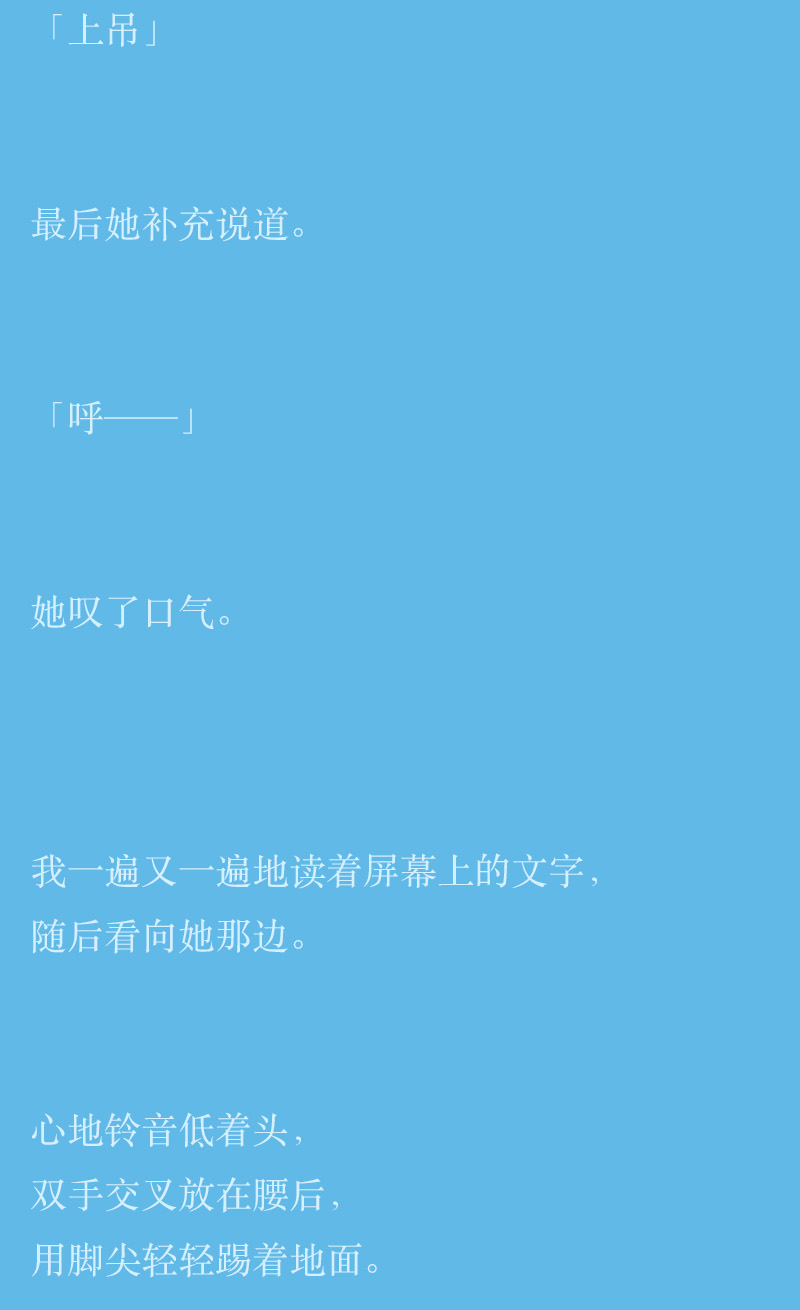 「上吊」
最后她补充说道。
「呼——」
她叹了口气。
我一遍又一遍地读着屏幕上的文字，
随后看向她那边。
心地铃音低着头，
双手交叉放在腰后，
用脚尖轻轻踢着地面。